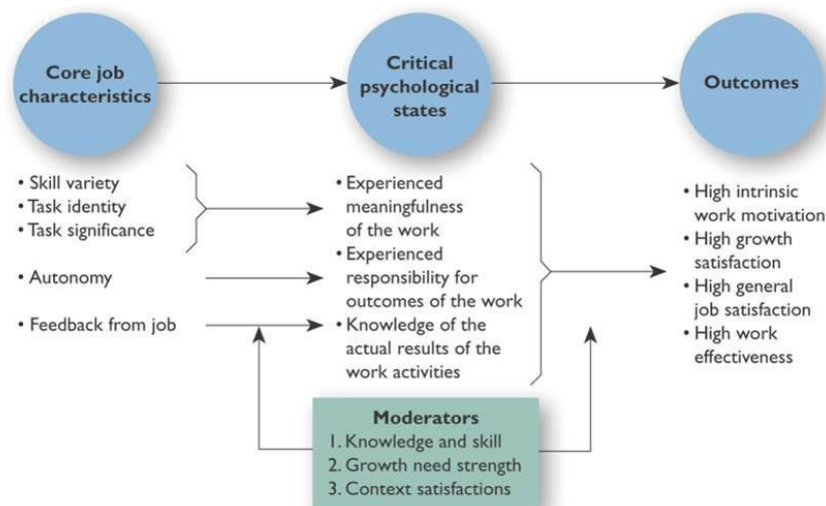 Core job
characteristics
Critical
psychological
states
Outcomes
• Skill variety
• Task identity
• Task significance
• Autonomy
• Feedback from job
• Experienced
meaningfulness
of the work
• Experienced
responsibility for
outcomes of the work
• Knowledge of the
actual results of the
work activities
• High intrinsic
work motivation
• High growth
satisfaction
• High general
job satisfaction
• High work
effectiveness
Moderators
1. Knowledge and skill
2. Growth need strength
3. Context satisfactions